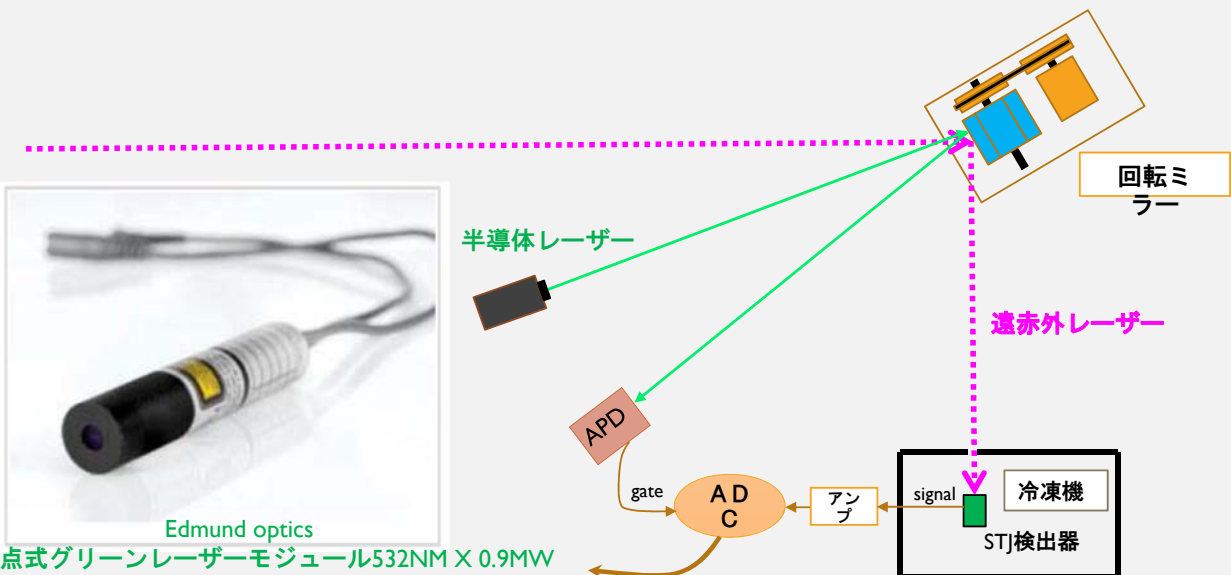 回転ミ
ラー
半導体レーザー
遠赤外レーザー
APD
gate
AD
C
アン
プ
signal
冷凍機
STJ検出器
Edmund optics
点式グリーンレーザーモジュール532NM X 0.9MW